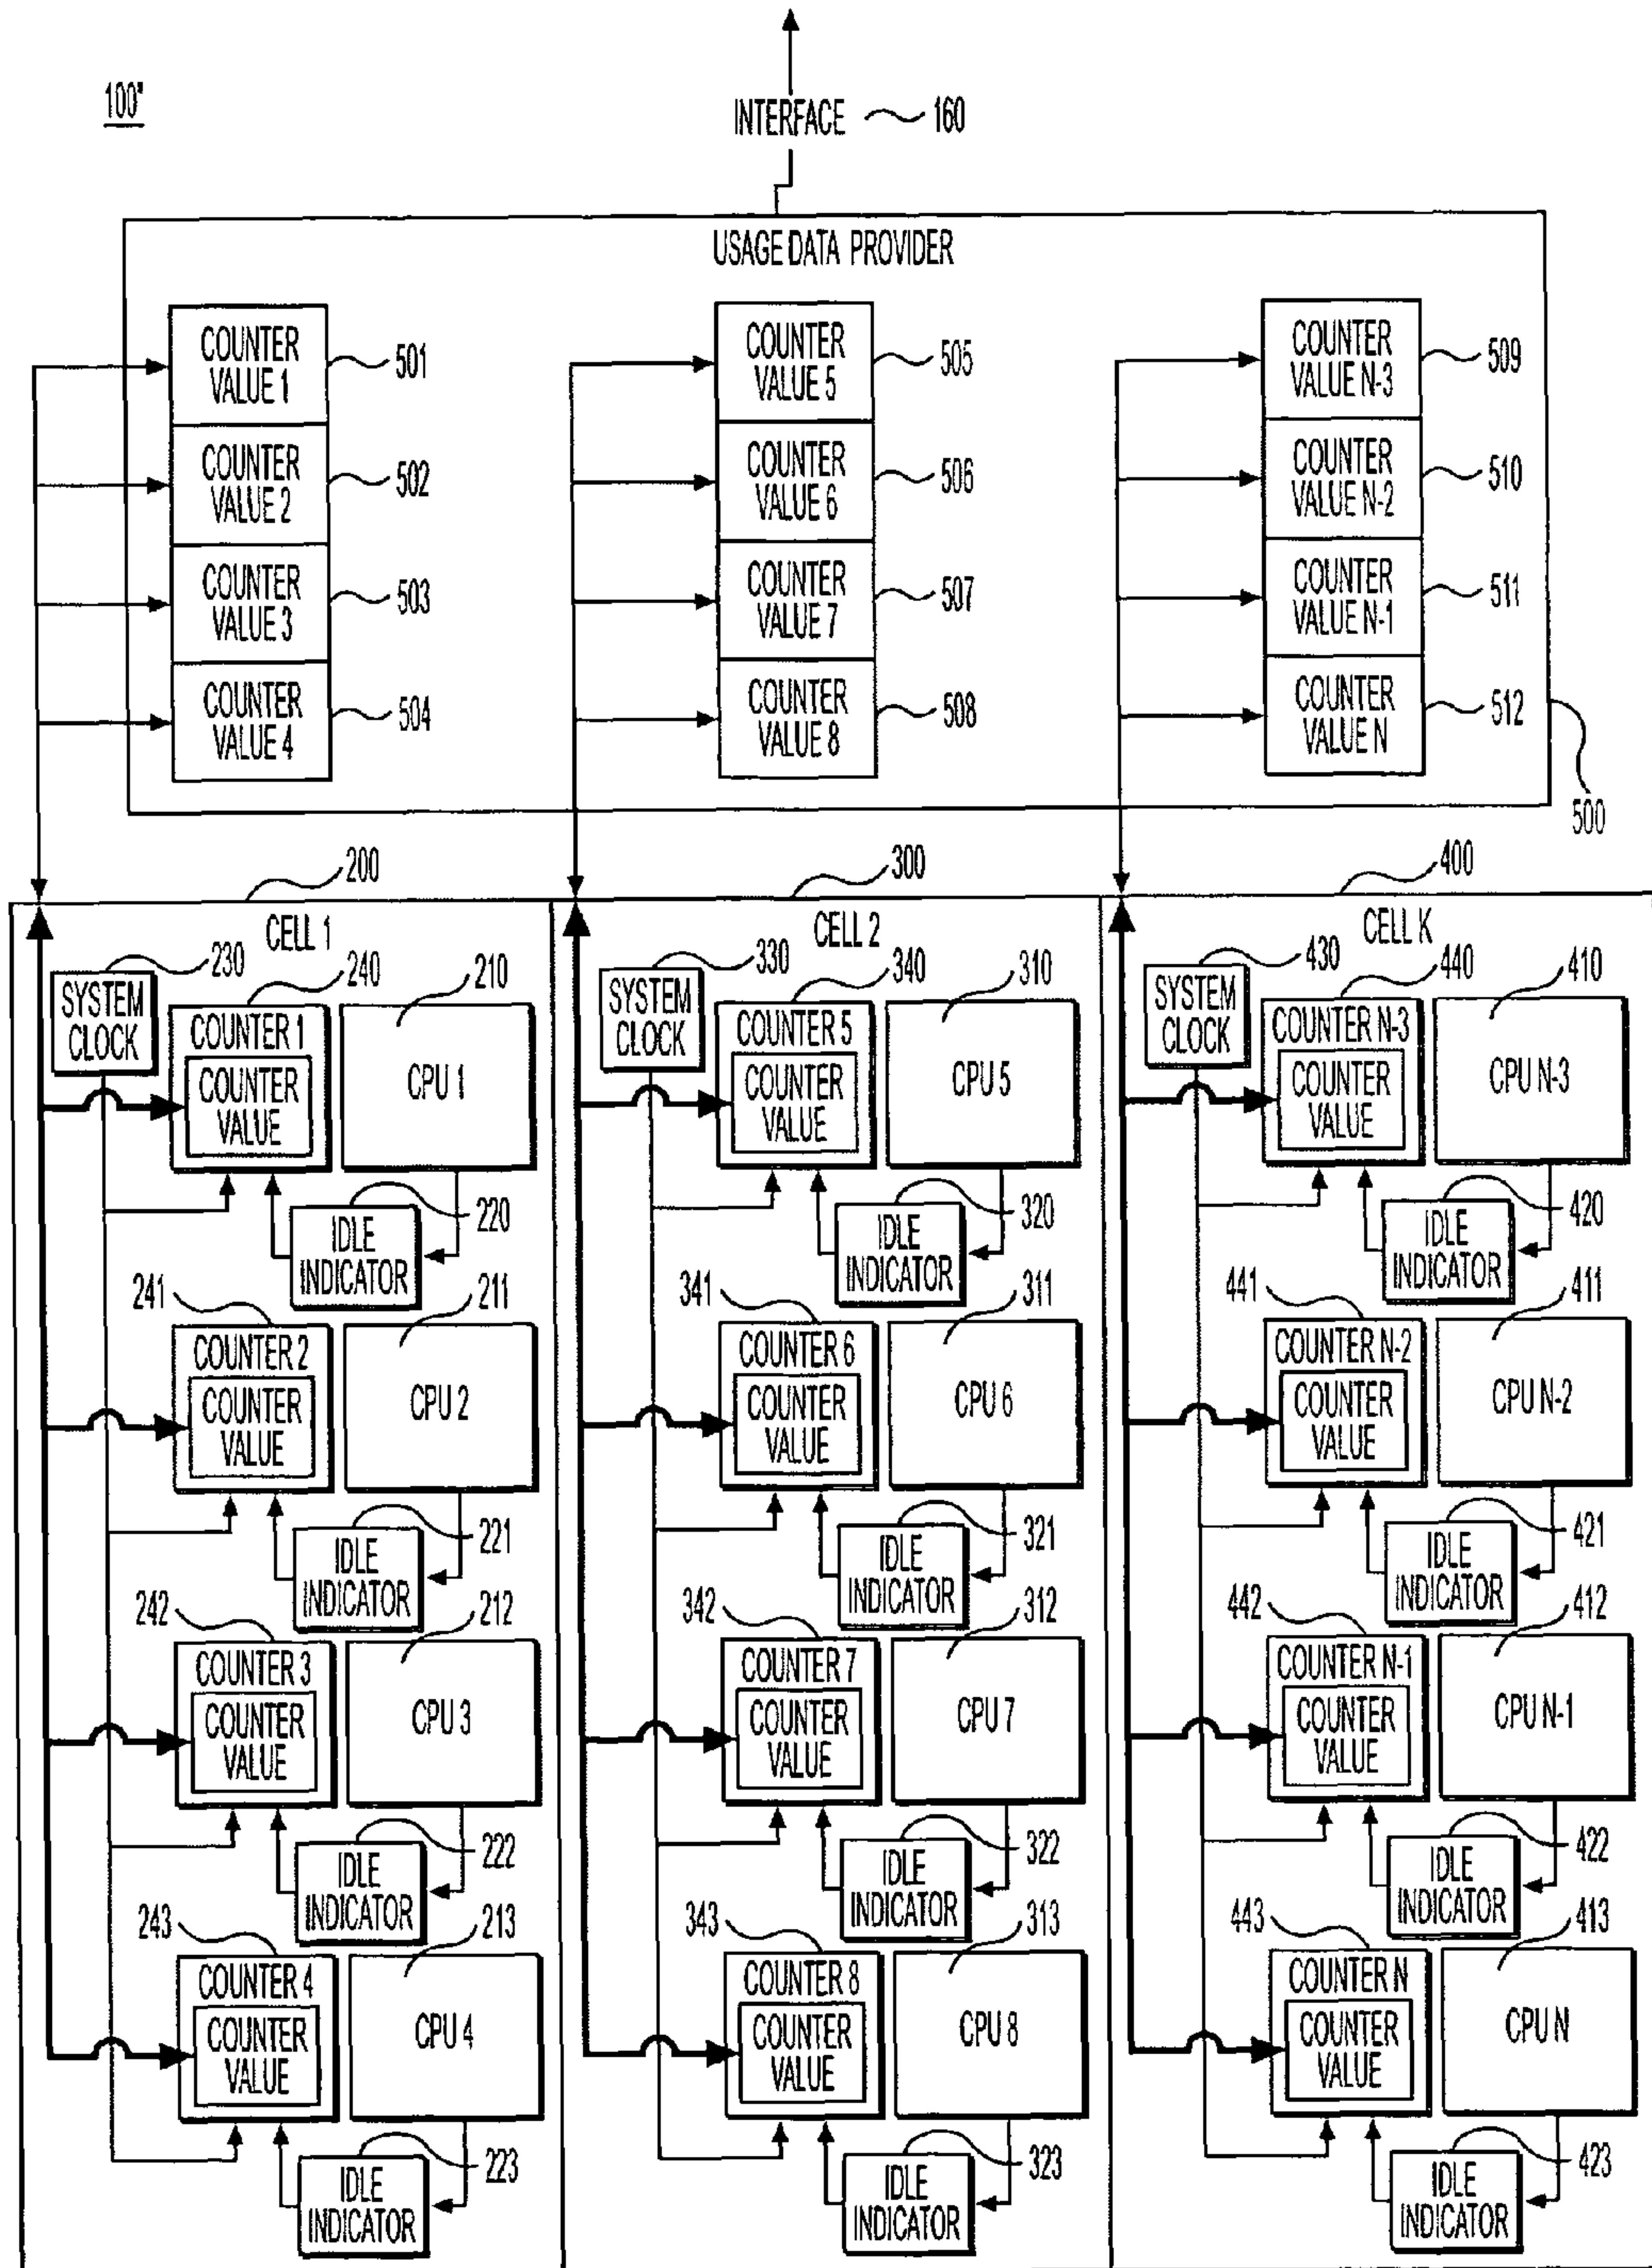 100"
INTERFACE 160
USAGE DATA PROVIDER
COUNTER
VALUE 1
501
COUNTER
VALUE 2
502
COUNTER
VALUE 3
503
COUNTER
VALUE 4
504
COUNTER
VALUE 5
505
COUNTER
VALUE 6
506
COUNTER
VALUE 7
507
COUNTER
VALUE 8
508
COUNTER
VALUE N-3
509
COUNTER
VALUE N-2
510
COUNTER
VALUE N-1
511
COUNTER
VALUE N
512
500
200
CELL 1
230
SYSTEM
CLOCK
240
COUNTER 1
COUNTER
VALUE
210
CPU 1
220
IDLE
INDICATOR
241
COUNTER 2
COUNTER
VALUE
211
CPU 2
221
IDLE
INDICATOR
242
COUNTER 3
COUNTER
VALUE
212
CPU 3
222
IDLE
INDICATOR
243
COUNTER 4
COUNTER
VALUE
213
CPU 4
223
IDLE
INDICATOR
300
CELL 2
330
SYSTEM
CLOCK
340
COUNTER 5
COUNTER
VALUE
310
CPU 5
320
IDLE
INDICATOR
341
COUNTER 6
COUNTER
VALUE
311
CPU 6
321
IDLE
INDICATOR
342
COUNTER 7
COUNTER
VALUE
312
CPU 7
322
IDLE
INDICATOR
343
COUNTER 8
COUNTER
VALUE
313
CPU 8
323
IDLE
INDICATOR
400
CELL K
430
SYSTEM
CLOCK
440
COUNTER N-3
COUNTER
VALUE
410
CPU N-3
420
IDLE
INDICATOR
441
COUNTER N-2
COUNTER
VALUE
411
CPU N-2
421
IDLE
INDICATOR
442
COUNTER N-1
COUNTER
VALUE
412
CPU N-1
422
IDLE
INDICATOR
443
COUNTER N
COUNTER
VALUE
413
CPU N
423
IDLE
INDICATOR